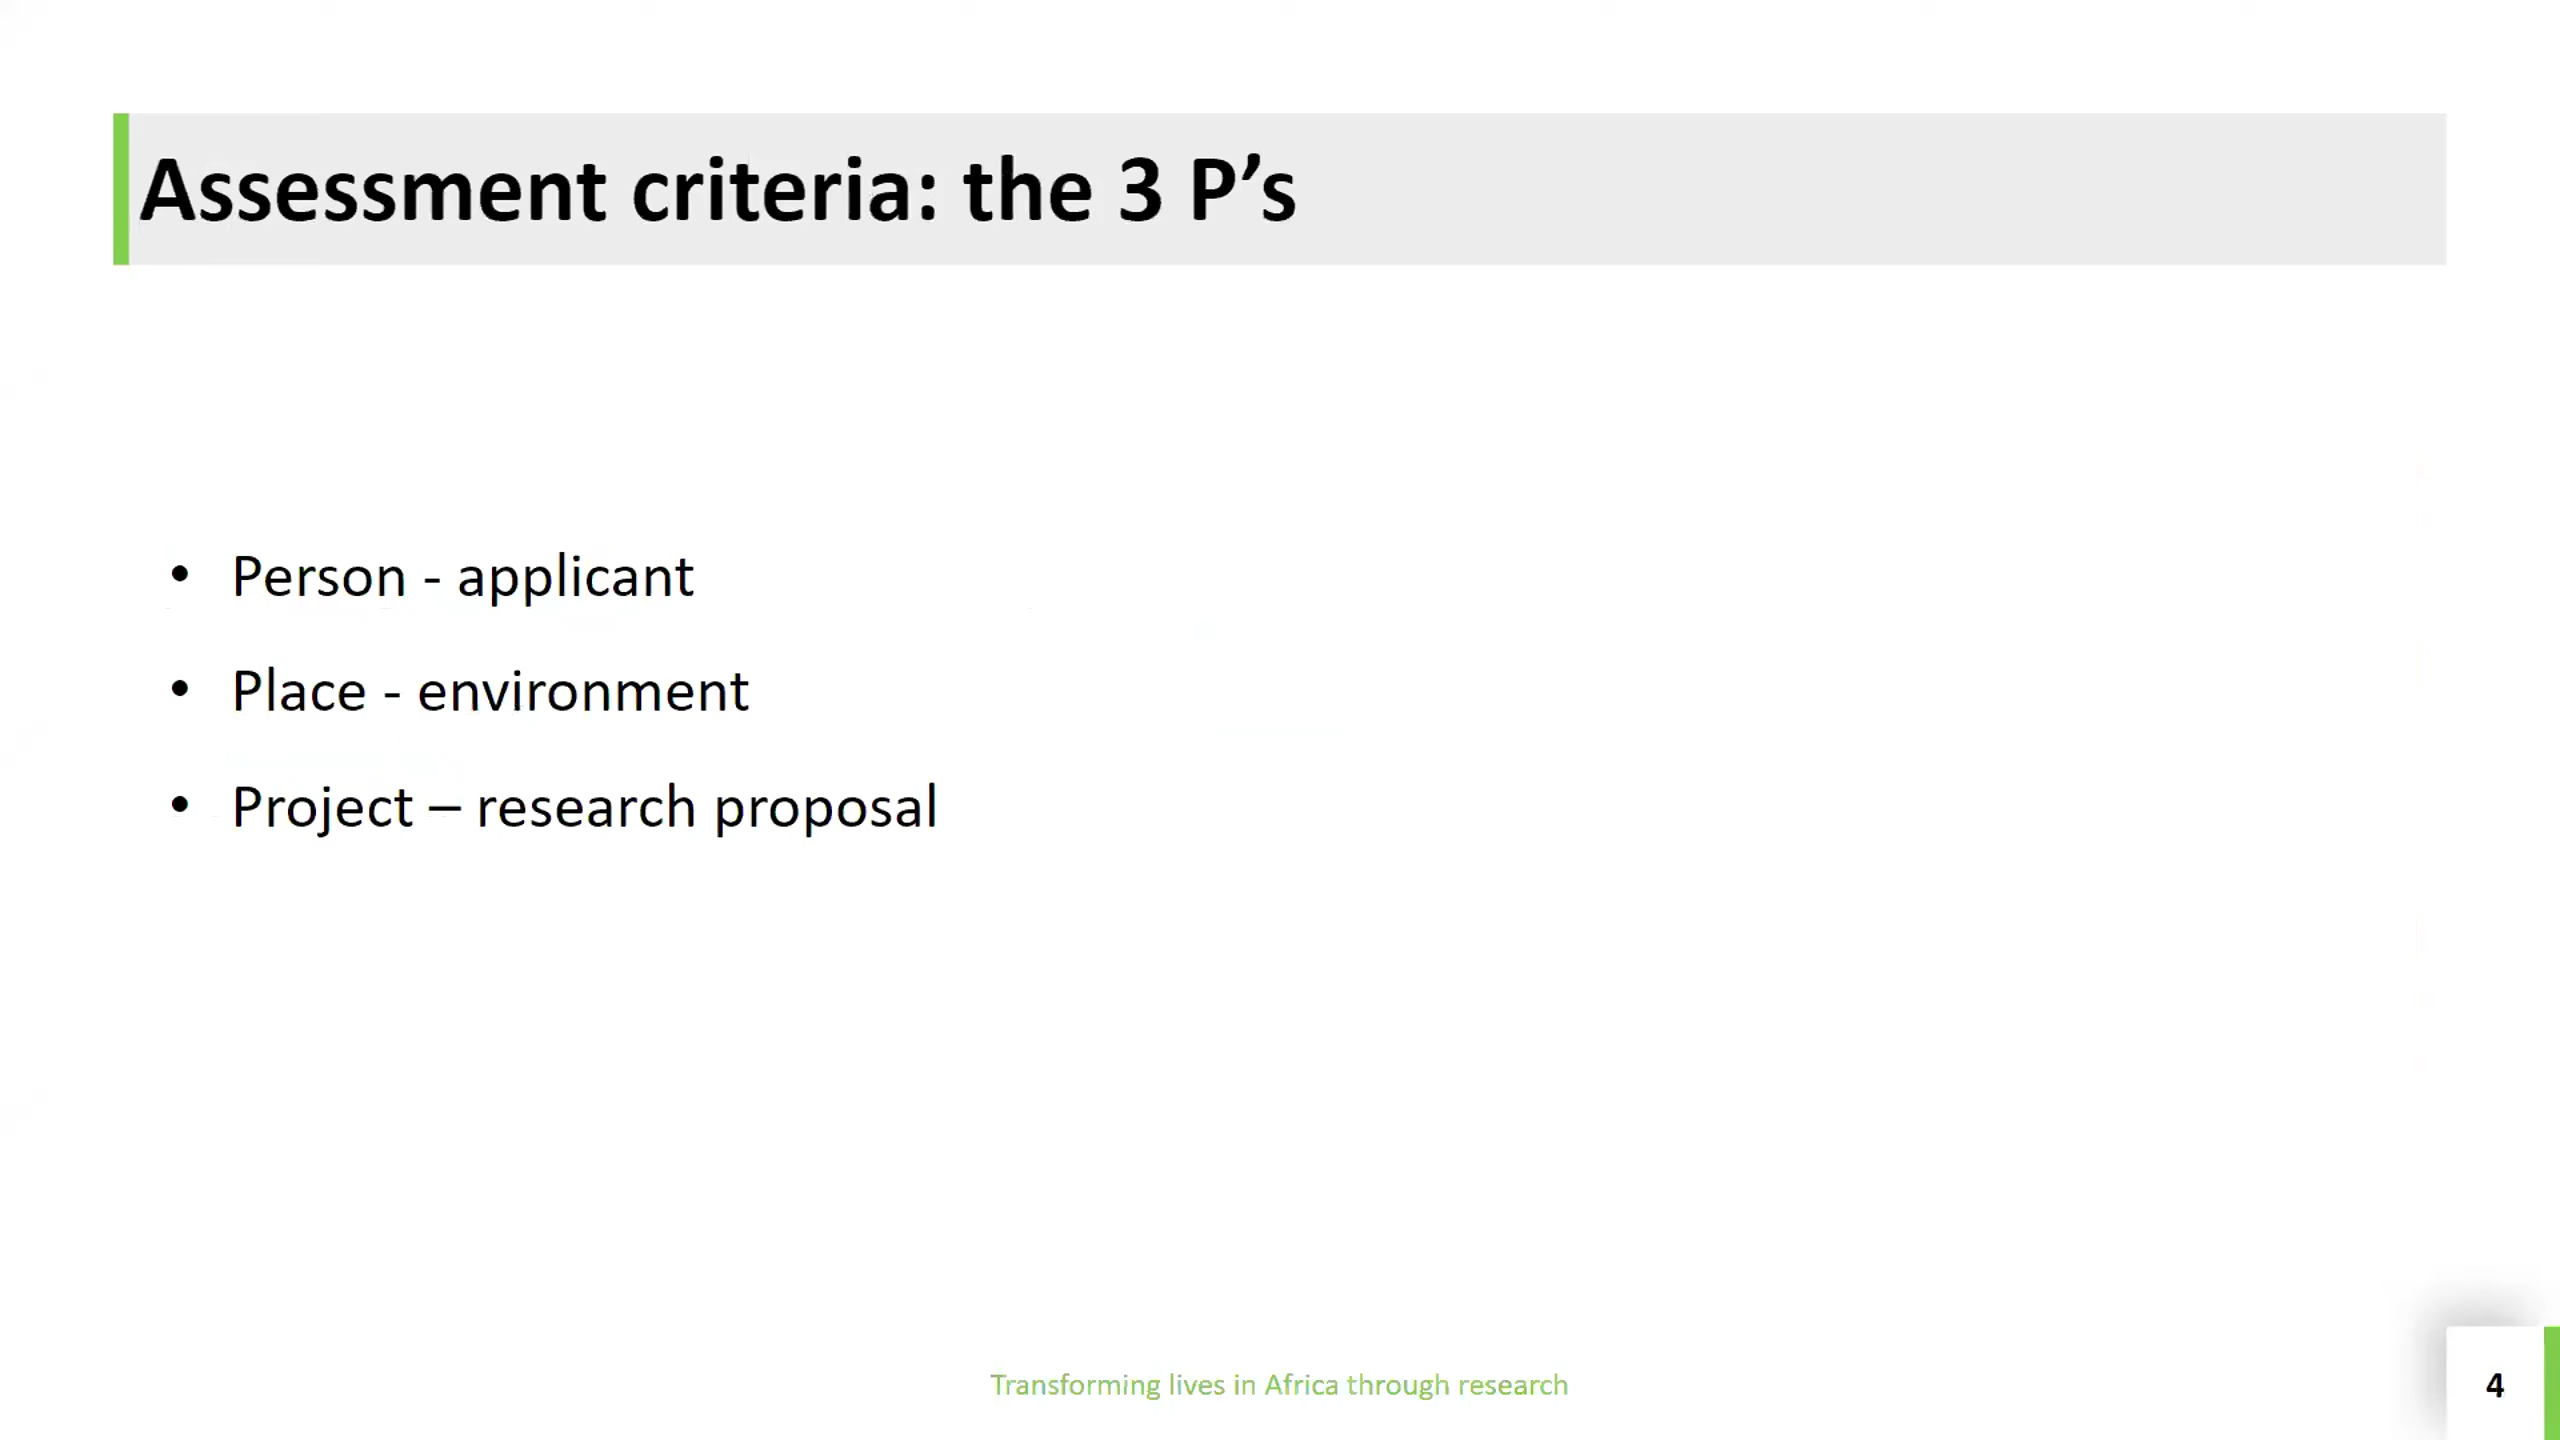 Assessment criteria: the 3 P’s
• Person - applicant
• Place - environment
• Project – research proposal
Transforming lives in Africa through research
4